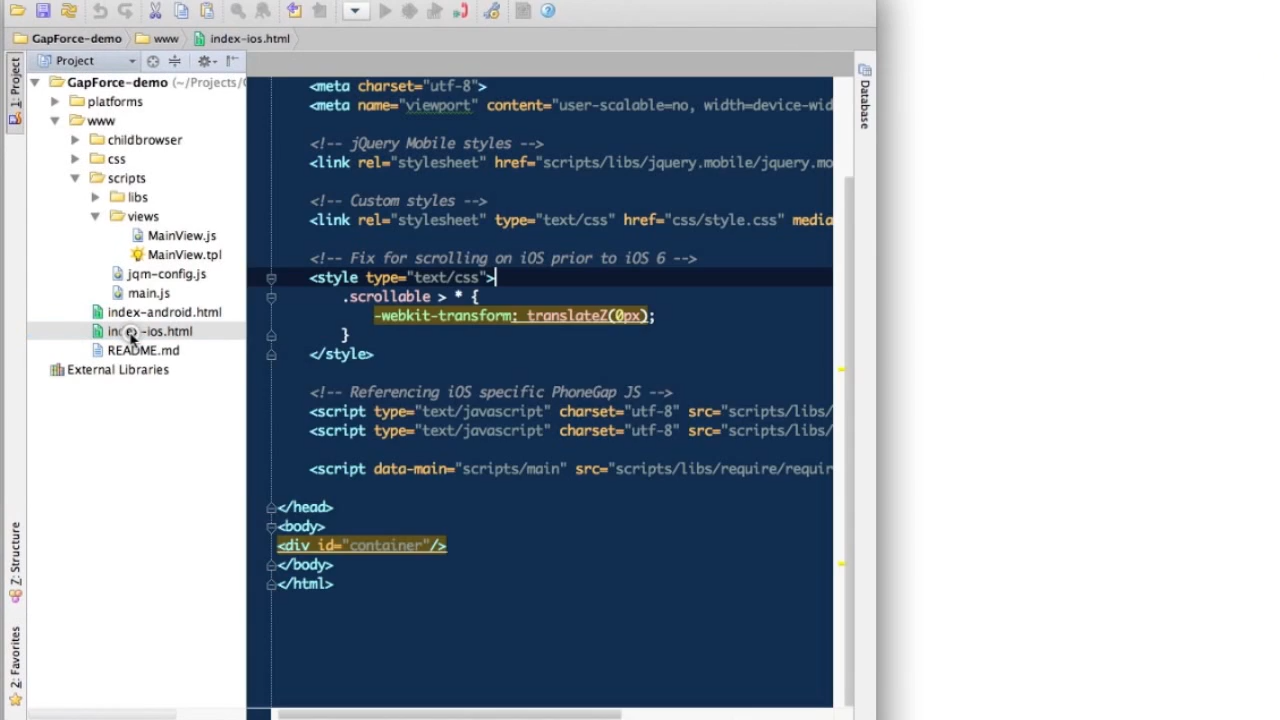 GapForce-demo www index-ios.html
1: Project
Project
GapForce-demo (~/Projects/
platforms
www
childbrowser
css
scripts
libs
views
MainView.js
MainView.tpl
jqm-config.js
main.js
index-android.html
index-ios.html
README.md
External Libraries
Z: Structure
2: Favorites
<meta charset="utf-8">
<meta name="viewport" content="user-scalable=no, width=device-wid
<!-- jQuery Mobile styles -->
<link rel="stylesheet" href="scripts/libs/jquery.mobile/jquery.mo
<!-- Custom styles -->
<link rel="stylesheet" type="text/css" href="css/style.css" media
<!-- Fix for scrolling on iOS prior to iOS 6 -->
<style type="text/css">
.scrollable > * {
-webkit-transform: translateZ(0px);
}
</style>
<!-- Referencing iOS specific PhoneGap JS -->
<script type="text/javascript" charset="utf-8" src="scripts/libs/
<script type="text/javascript" charset="utf-8" src="scripts/libs/
<script data-main="scripts/main" src="scripts/libs/require/requir
</head>
<body>
<div id="container"/>
</body>
</html>
Database